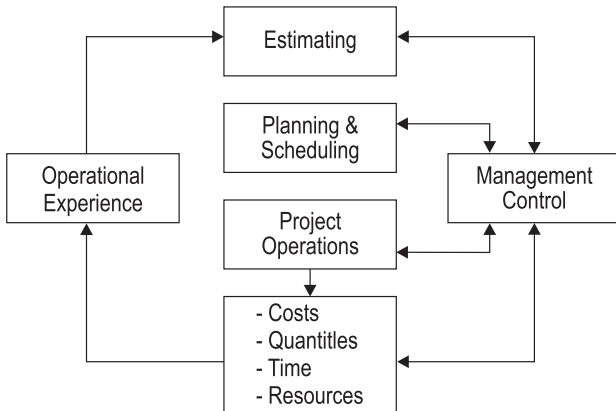 Estimating
Planning &
Scheduling
Operational
Experience
Management
Control
Project
Operations
- Costs
- Quantitles
- Time
- Resources